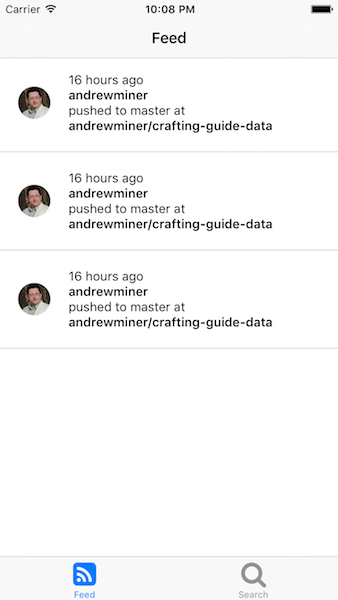 Carrier 10:08 PM
Feed
16 hours ago
andrewminer
pushed to master at
andrewminer/crafting-guide-data
16 hours ago
andrewminer
pushed to master at
andrewminer/crafting-guide-data
16 hours ago
andrewminer
pushed to master at
andrewminer/crafting-guide-data
Feed Search